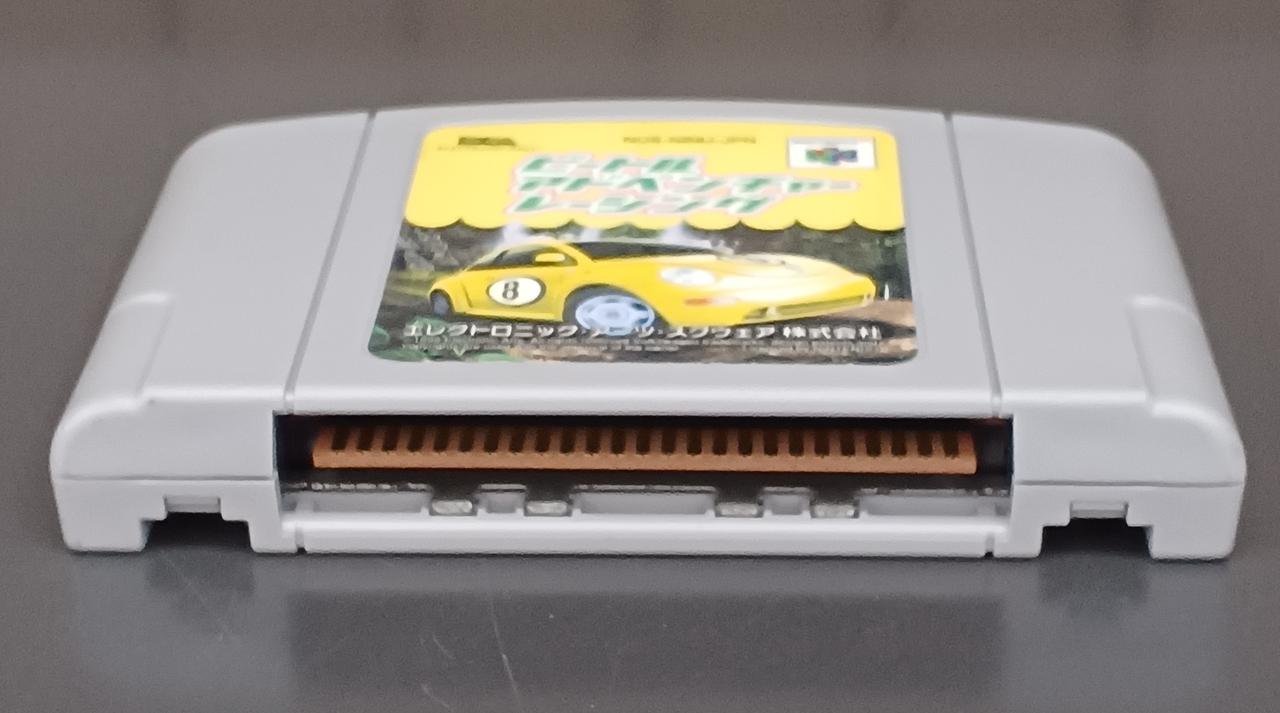 ビートル
アドベンチャー
レーシング
8
エレクトロニック・アーツ・スクウェア 株式会社